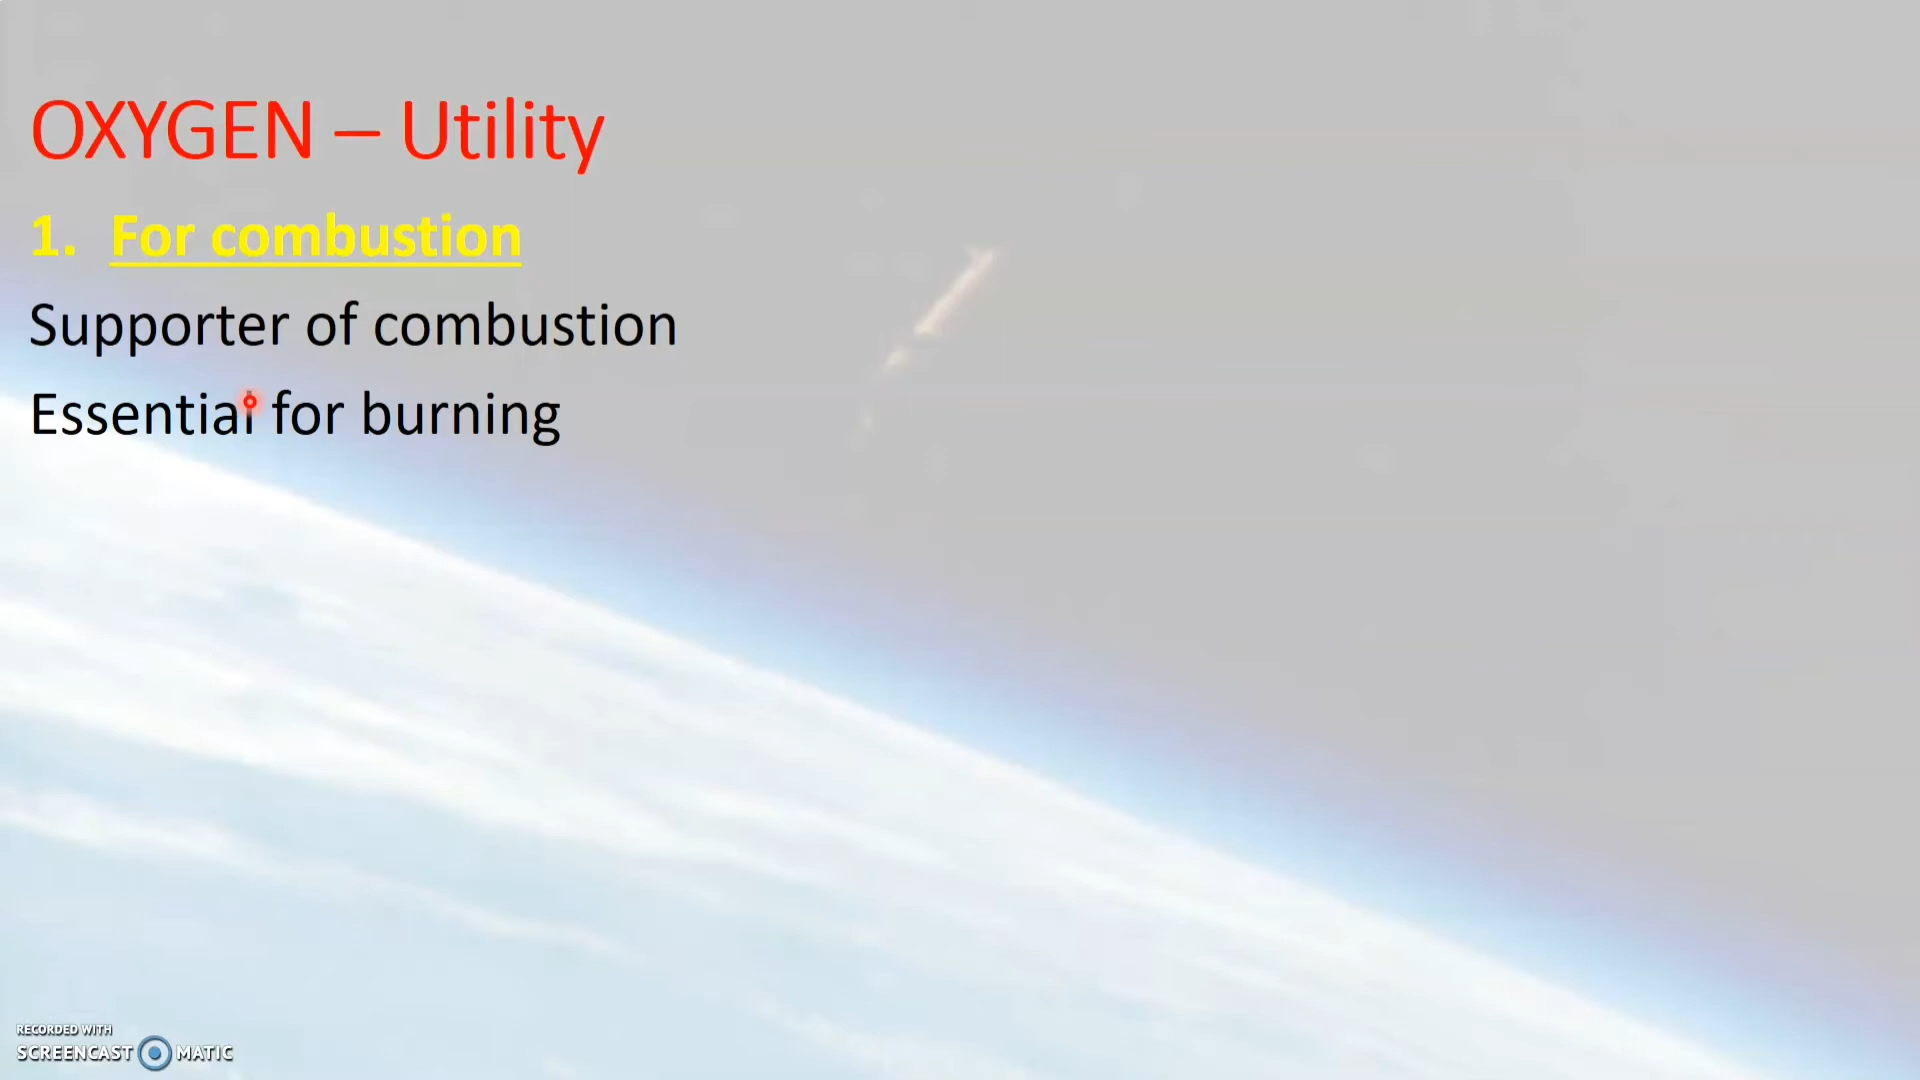 OXYGEN – Utility
1. For combustion
Supporter of combustion
Essential for burning
RECORDED WITH
SCREENCAST MATIC